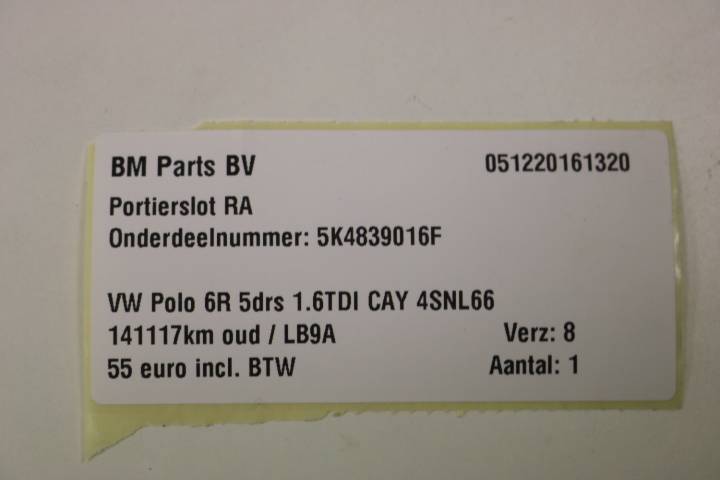 BM Parts BV 051220161320
Portierslot RA
Onderdeelnummer: 5K4839016F
VW Polo 6R 5drs 1.6TDI CAY 4SNL66
141117km oud / LB9A Verz: 8
55 euro incl. BTW Aantal: 1